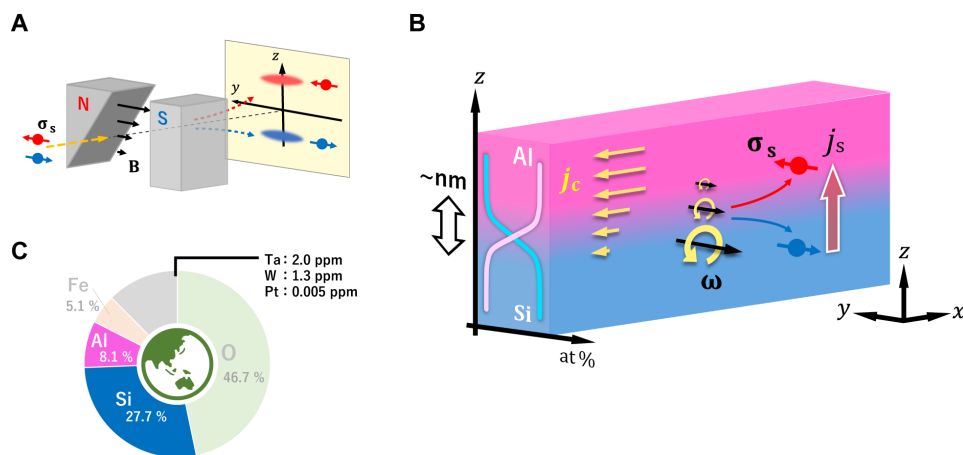 A
N
S
σs
B
z
y
B
z
Al
jc
σs
js
~nm
ω
Si
at %
z
y
x
C
Ta: 2.0 ppm
W : 1.3 ppm
Pt: 0.005 ppm
Fe
5.1 %
Al
8.1 %
O
46.7 %
Si
27.7 %